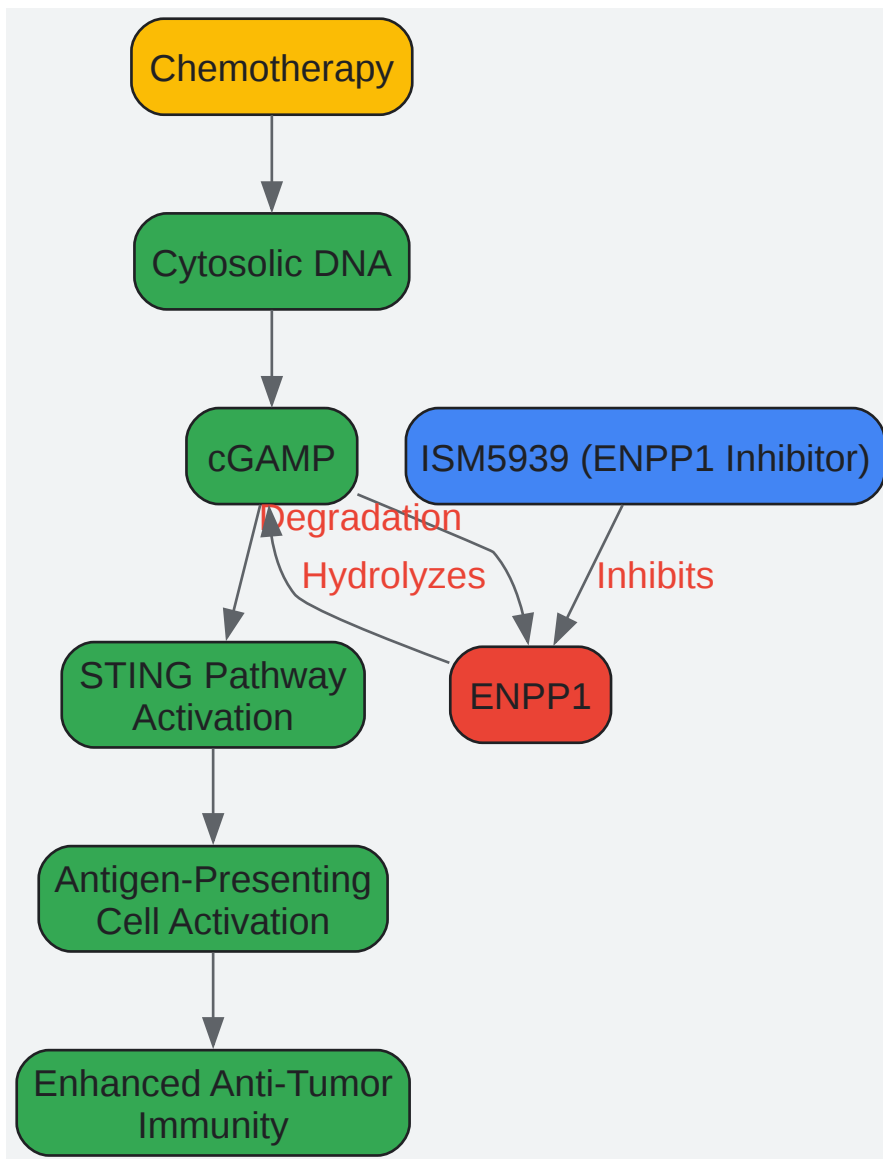 Chemotherapy
Cytosolic DNA
cGAMP
ISM5939 (ENPP1 Inhibitor)
Degradation
Hydrolyzes
Inhibits
STING Pathway
Activation
ENPP1
Antigen-Presenting
Cell Activation
Enhanced Anti-Tumor
Immunity